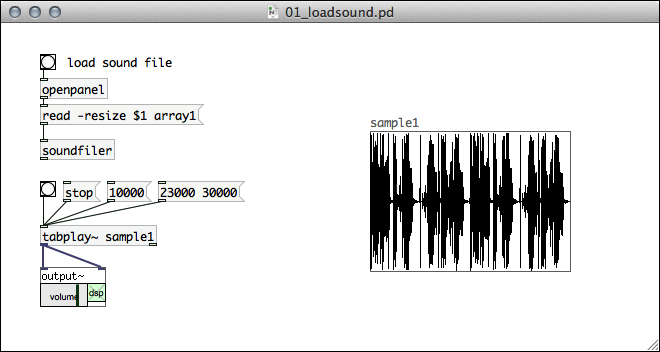 01_loadsound.pd
load sound file
openpanel
read -resize $1 array1
soundfiler
stop
10000
23000 30000
tabplay~ sample1
output~
volume
dsp
sample1